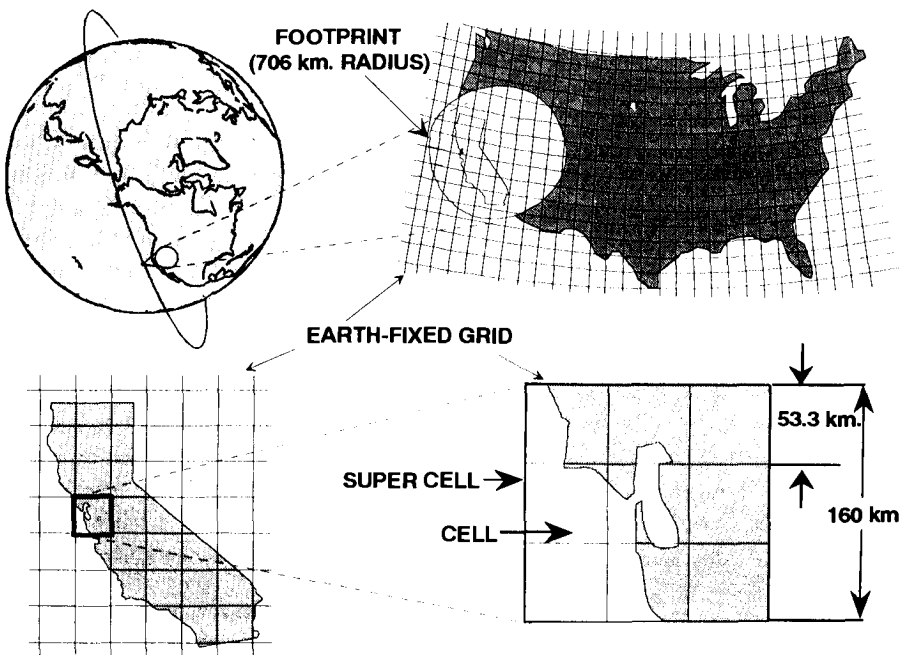 FOOTPRINT
(706 km. RADIUS)
EARTH-FIXED GRID
53.3 km.
SUPER CELL
160 km
CELL